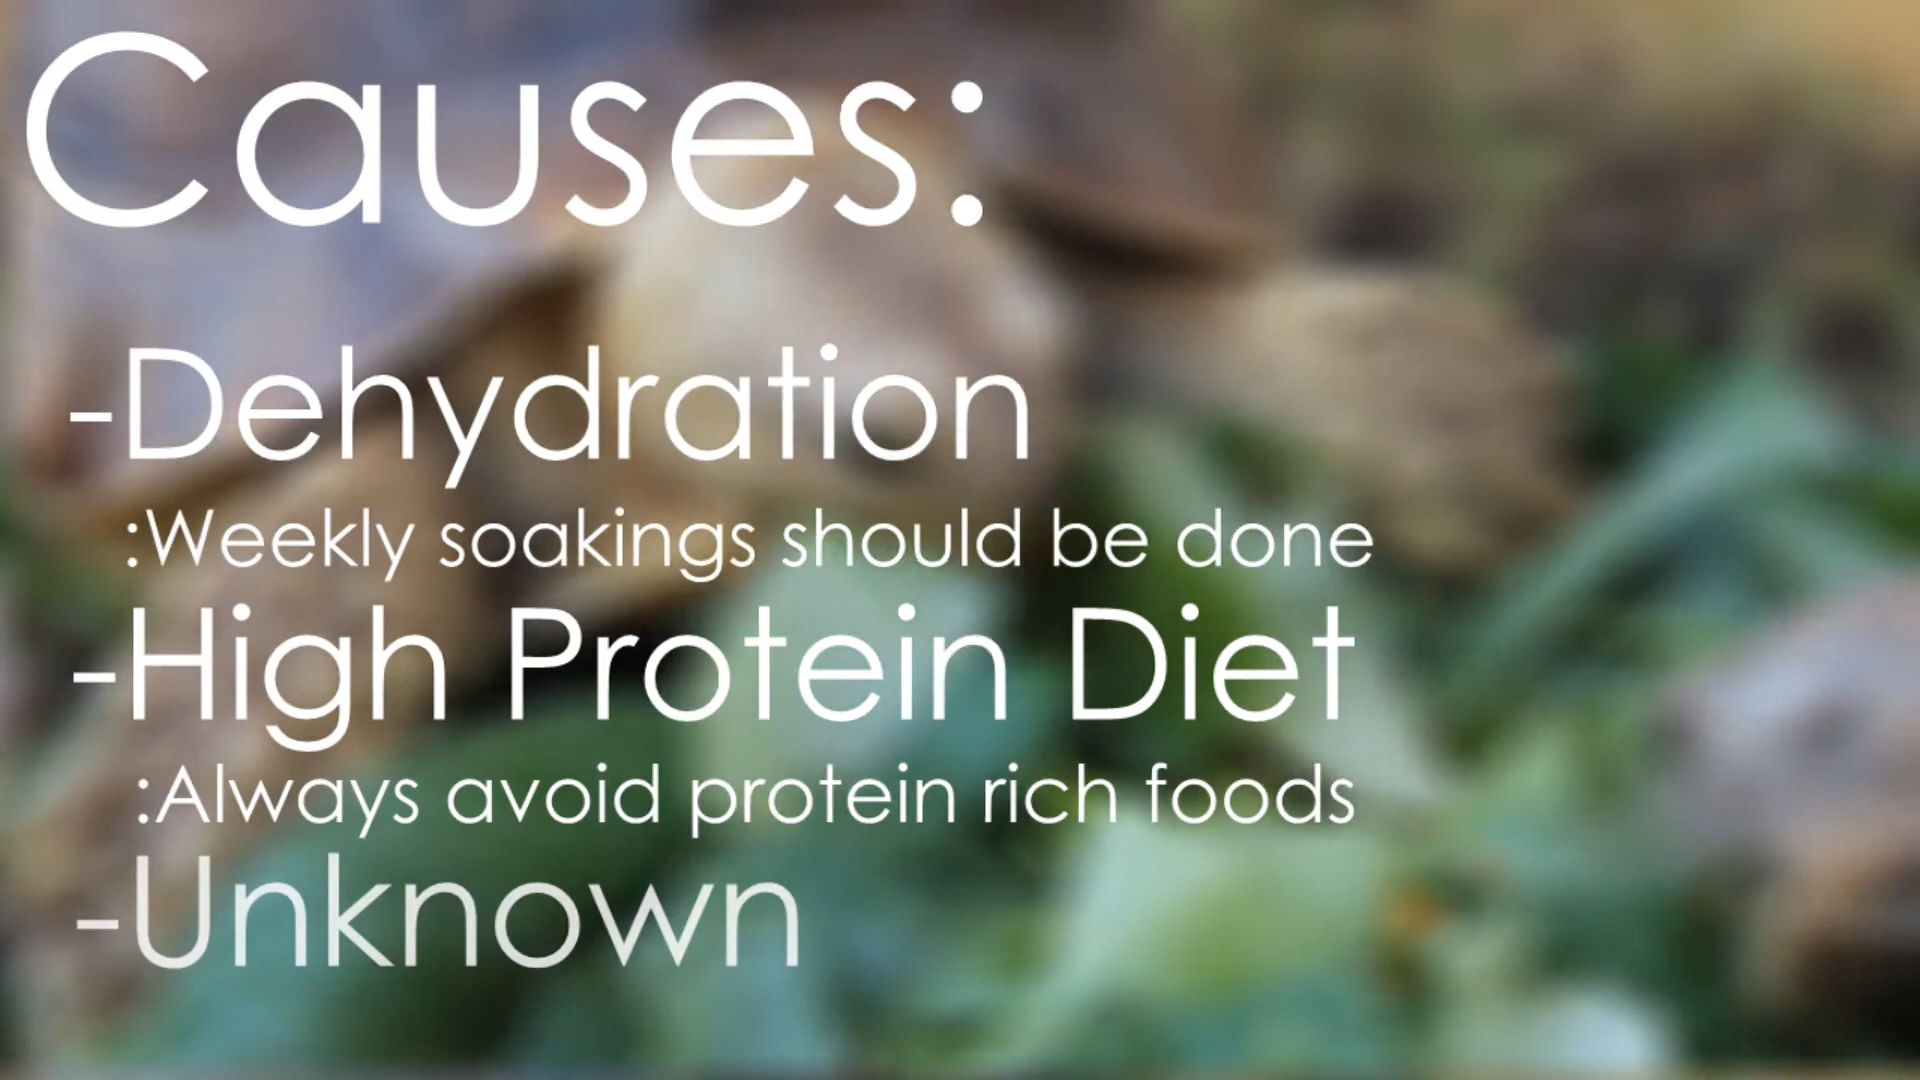 Causes:
-Dehydration
:Weekly soakings should be done
-High Protein Diet
:Always avoid protein rich foods
-Unknown